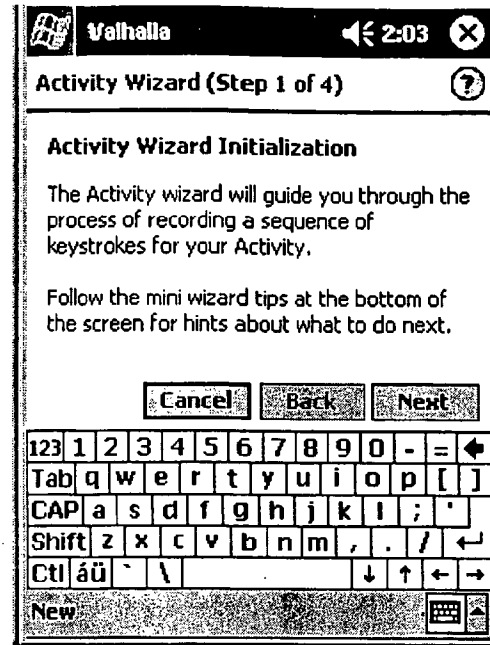 Valhalla 2:03
Activity Wizard (Step 1 of 4) ?
Activity Wizard Initialization
The Activity wizard will guide you through the
process of recording a sequence of
keystrokes for your Activity.
Follow the mini wizard tips at the bottom of
the screen for hints about what to do next.
Cancel Back Next
123 1 2 3 4 5 6 7 8 9 0 - = ←
Tab q w e r t y u i o p [ ]
CAP a s d f g h j k l ; '
Shift z x c v b n m , . / ↵
Ctl áü ` \ ↓ ↑ ← →
New